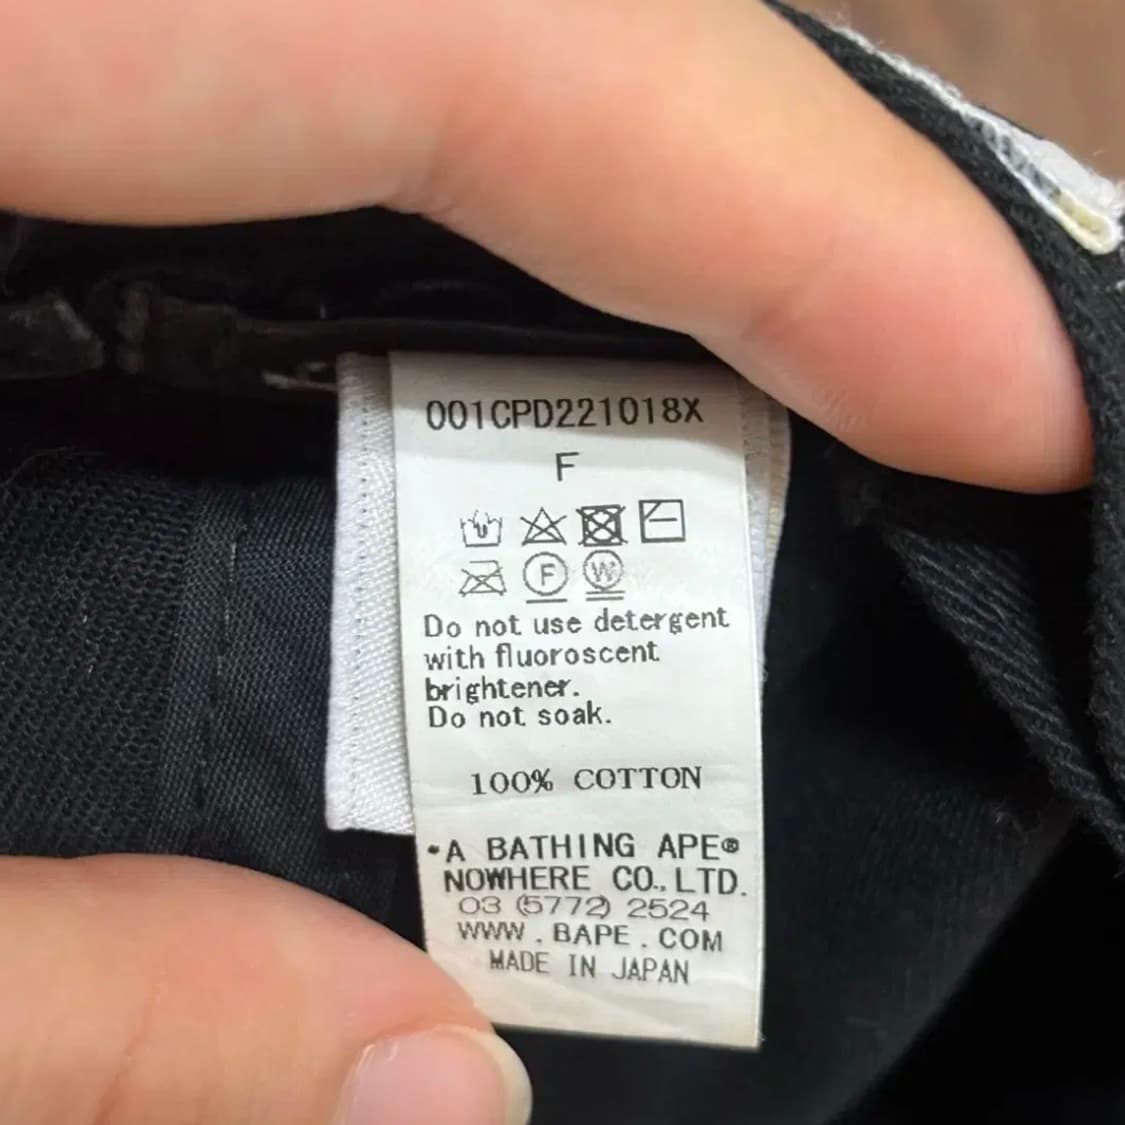 001CPD221018X
F
F W
Do not use detergent
with fluoroscent
brightener.
Do not soak.
100% COTTON
•A BATHING APE®
NOWHERE CO.,LTD.
03 (5772) 2524
WWW.BAPE.COM
MADE IN JAPAN